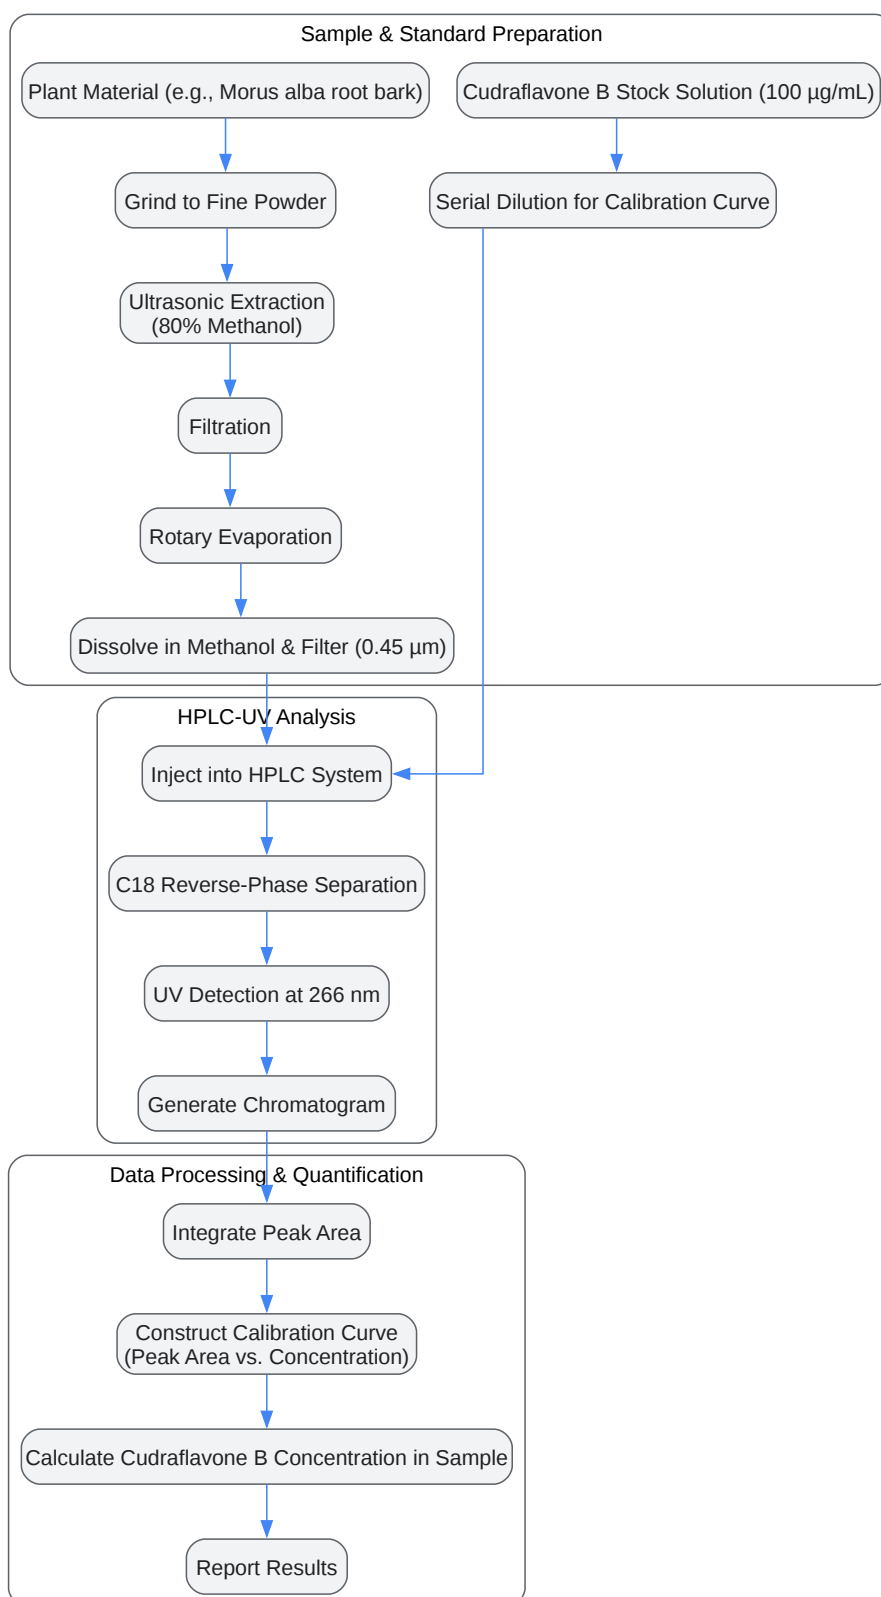 Sample & Standard Preparation
Plant Material (e.g., Morus alba root bark)
Cudraflavone B Stock Solution (100 µg/mL)
Grind to Fine Powder
Serial Dilution for Calibration Curve
Ultrasonic Extraction
(80% Methanol)
Filtration
Rotary Evaporation
Dissolve in Methanol & Filter (0.45 µm)
HPLC-UV Analysis
Inject into HPLC System
C18 Reverse-Phase Separation
UV Detection at 266 nm
Generate Chromatogram
Data Processing & Quantification
Integrate Peak Area
Construct Calibration Curve
(Peak Area vs. Concentration)
Calculate Cudraflavone B Concentration in Sample
Report Results